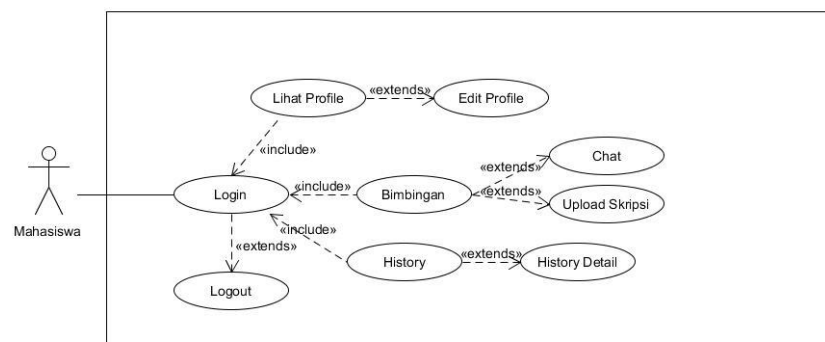 «extends»
Lihat Profile
Edit Profile
«include»
Chat
«extends»
Login
«include»
Bimbingan
«extends»
Upload Skripsi
Mahasiswa
«include»
«extends»
History
«extends»
History Detail
Logout